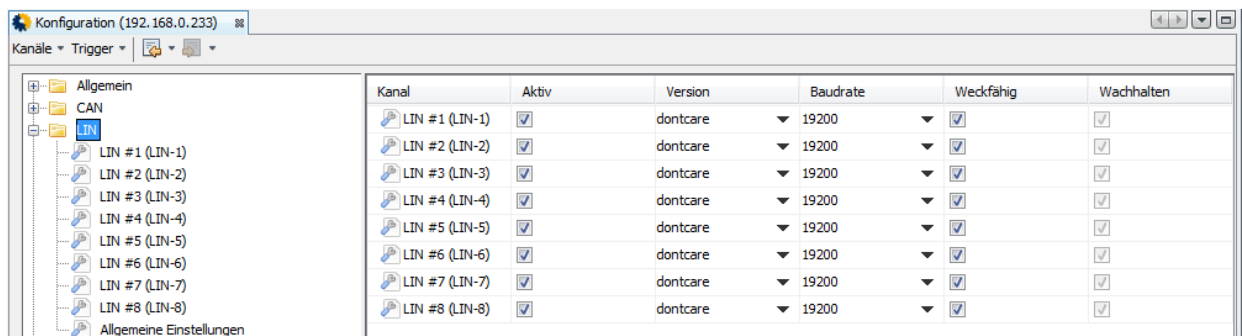 Konfiguration (192.168.0.233)
Kanäle Trigger
Allgemein
CAN
LIN
LIN #1 (LIN-1)
LIN #2 (LIN-2)
LIN #3 (LIN-3)
LIN #4 (LIN-4)
LIN #5 (LIN-5)
LIN #6 (LIN-6)
LIN #7 (LIN-7)
LIN #8 (LIN-8)
Allgemeine Einstellungen
Kanal Aktiv Version Baudrate Weckfähig Wachhalten
LIN #1 (LIN-1) dontcare 19200
LIN #2 (LIN-2) dontcare 19200
LIN #3 (LIN-3) dontcare 19200
LIN #4 (LIN-4) dontcare 19200
LIN #5 (LIN-5) dontcare 19200
LIN #6 (LIN-6) dontcare 19200
LIN #7 (LIN-7) dontcare 19200
LIN #8 (LIN-8) dontcare 19200